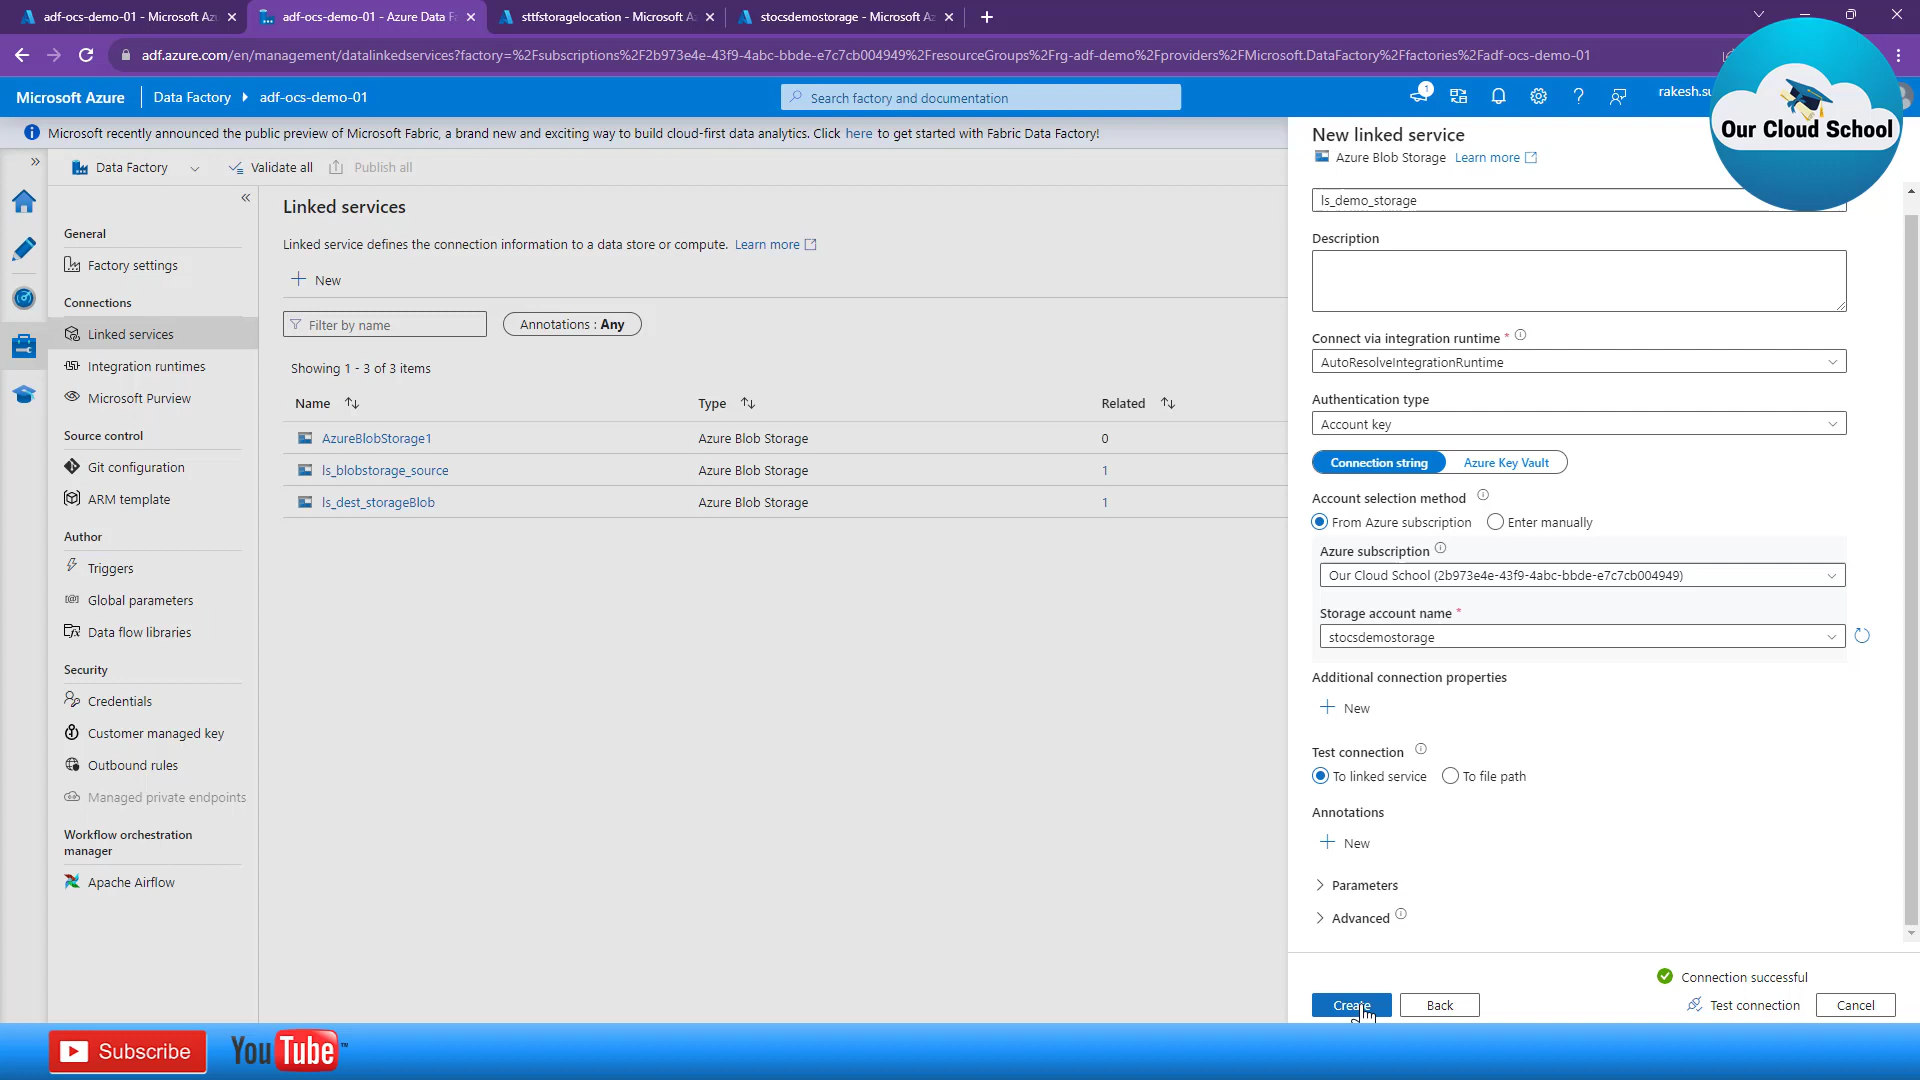 adf-ocs-demo-01 - Microsoft Az
adf-ocs-demo-01 - Azure Data Fa
sttfstoragelocation - Microsoft A
stocsdemostorage - Microsoft Az
adf.azure.com/en/management/datalinkedservices?factory=%2Fsubscriptions%2F2b973e4e-43f9-4abc-bbde-e7c7cb004949%2FresourceGroups%2Frg-adf-demo%2Fproviders%2FMicrosoft.DataFactory%2Ffactories%2Fadf-ocs-demo-01
Microsoft Azure
Data Factory
adf-ocs-demo-01
Search factory and documentation
1
rakesh.su
Our Cloud School
Microsoft recently announced the public preview of Microsoft Fabric, a brand new and exciting way to build cloud-first data analytics. Click here to get started with Fabric Data Factory!
Data Factory
Validate all
Publish all
General
Factory settings
Connections
Linked services
Integration runtimes
Microsoft Purview
Source control
Git configuration
ARM template
Author
Triggers
Global parameters
Data flow libraries
Security
Credentials
Customer managed key
Outbound rules
Managed private endpoints
Workflow orchestration
manager
Apache Airflow
Linked services
Linked service defines the connection information to a data store or compute. Learn more
New
Filter by name
Annotations : Any
Showing 1 - 3 of 3 items
Name Type Related
AzureBlobStorage1 Azure Blob Storage 0
ls_blobstorage_source Azure Blob Storage 1
ls_dest_storageBlob Azure Blob Storage 1
New linked service
Azure Blob Storage Learn more
ls_demo_storage
Description
Connect via integration runtime *
AutoResolveIntegrationRuntime
Authentication type
Account key
Connection string
Azure Key Vault
Account selection method
From Azure subscription
Enter manually
Azure subscription
Our Cloud School (2b973e4e-43f9-4abc-bbde-e7c7cb004949)
Storage account name *
stocsdemostorage
Additional connection properties
New
Test connection
To linked service
To file path
Annotations
New
Parameters
Advanced
Connection successful
Create
Back
Test connection
Cancel
Subscribe
YouTube